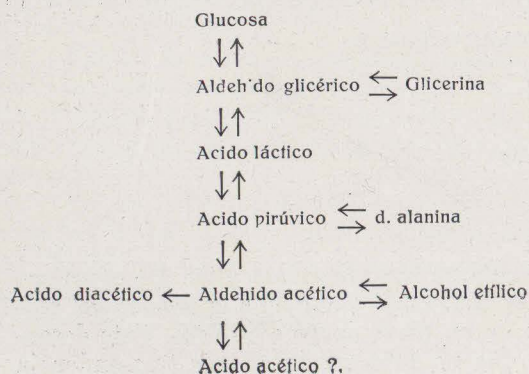 Glucosa
↓↑
Aldeh'do glicérico ⇄ Glicerina
↓↑
Acido láctico
↓↑
Acido pirúvico ⇄ d. alanina
↓↑
Acido diacético ← Aldehido acético ⇄ Alcohol etílico
↓↑
Acido acético ?.